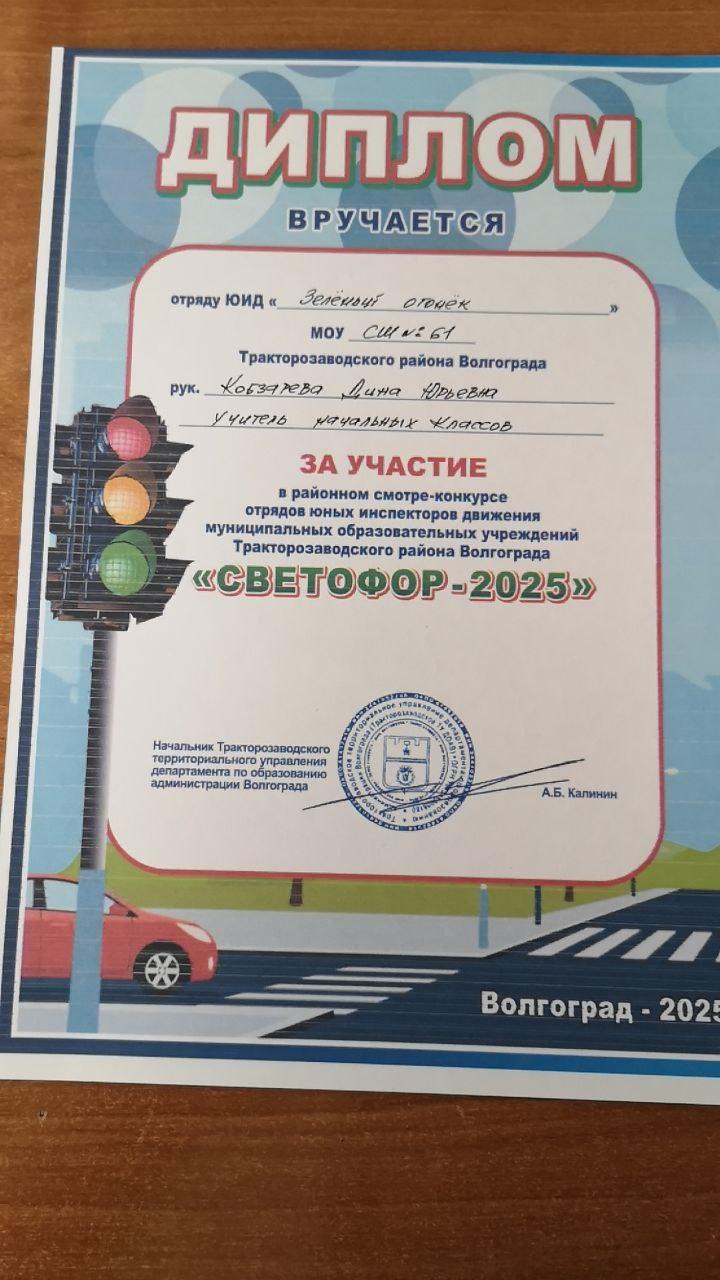 ДИПЛОМ
ВРУЧАЕТСЯ
отряду ЮИД « Зелёный огонёк »
МОУ СШ № 61
Тракторозаводского района Волгограда
рук. Кобзарева Дина Юрьевна
Учитель начальных классов
ЗА УЧАСТИЕ
в районном смотре-конкурсе
отрядов юных инспекторов движения
муниципальных образовательных учреждений
Тракторозаводского района Волгограда
«СВЕТОФОР-2025»
Начальник Тракторозаводского
территориального управления
департамента по образованию
администрации Волгограда
А.Б. Калинин
Волгоград - 2025